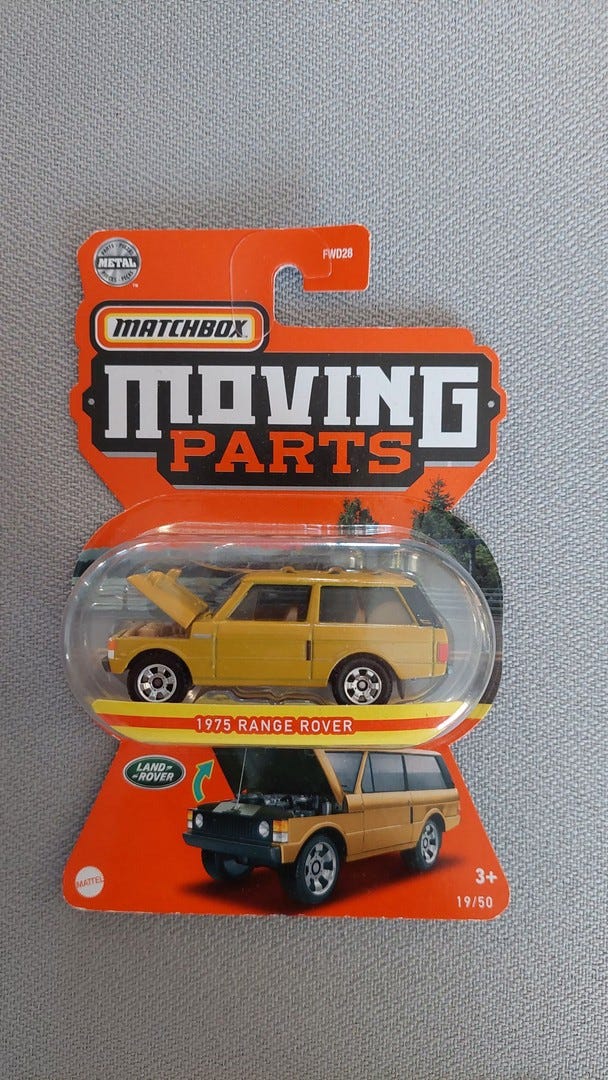 FWD28
METAL
MATCHBOX
MOVING
PARTS
1975 RANGE ROVER
LAND
ROVER
MATTEL
3+
19/50